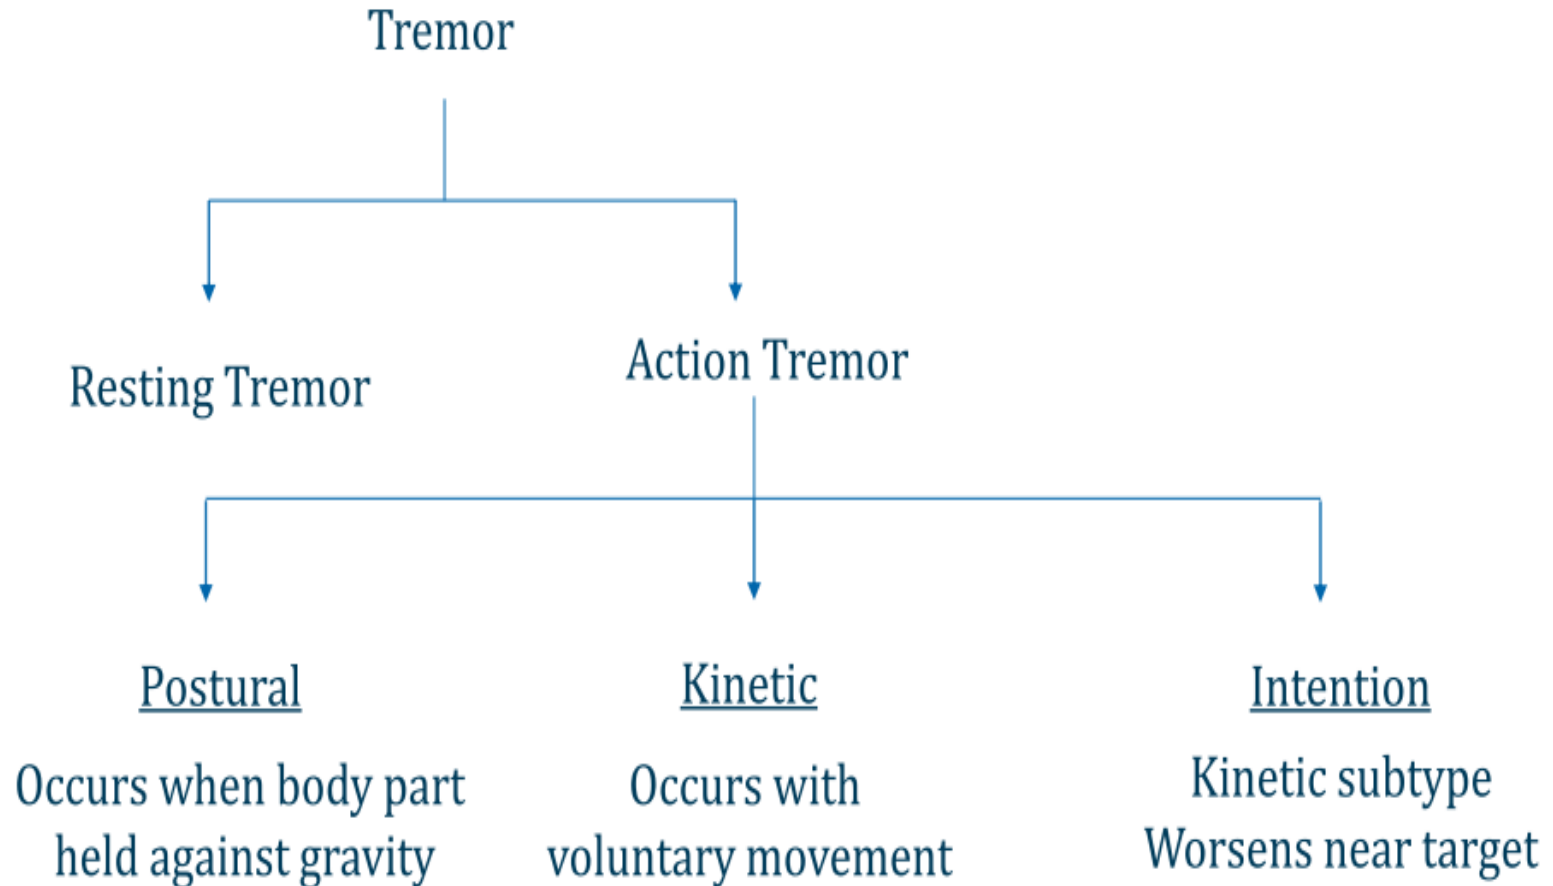 Tremor
Resting Tremor
Action Tremor
Postural
Occurs when body part
held against gravity
Kinetic
Occurs with
voluntary movement
Intention
Kinetic subtype
Worsens near target